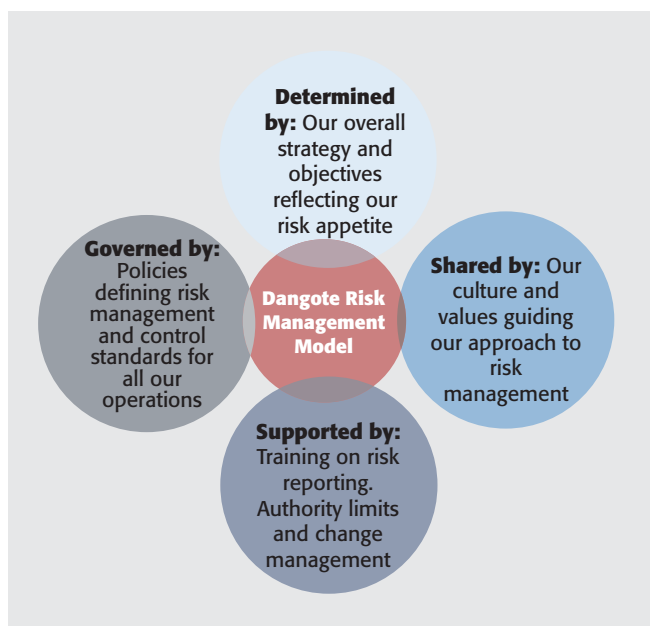 Determined
by: Our overall
strategy and
objectives
reflecting our
risk appetite
Governed by:
Policies
defining risk
management
and control
standards for
all our
operations
Dangote Risk
Management
Model
Shared by: Our
culture and
values guiding
our approach to
risk
management
Supported by:
Training on risk
reporting.
Authority limits
and change
management